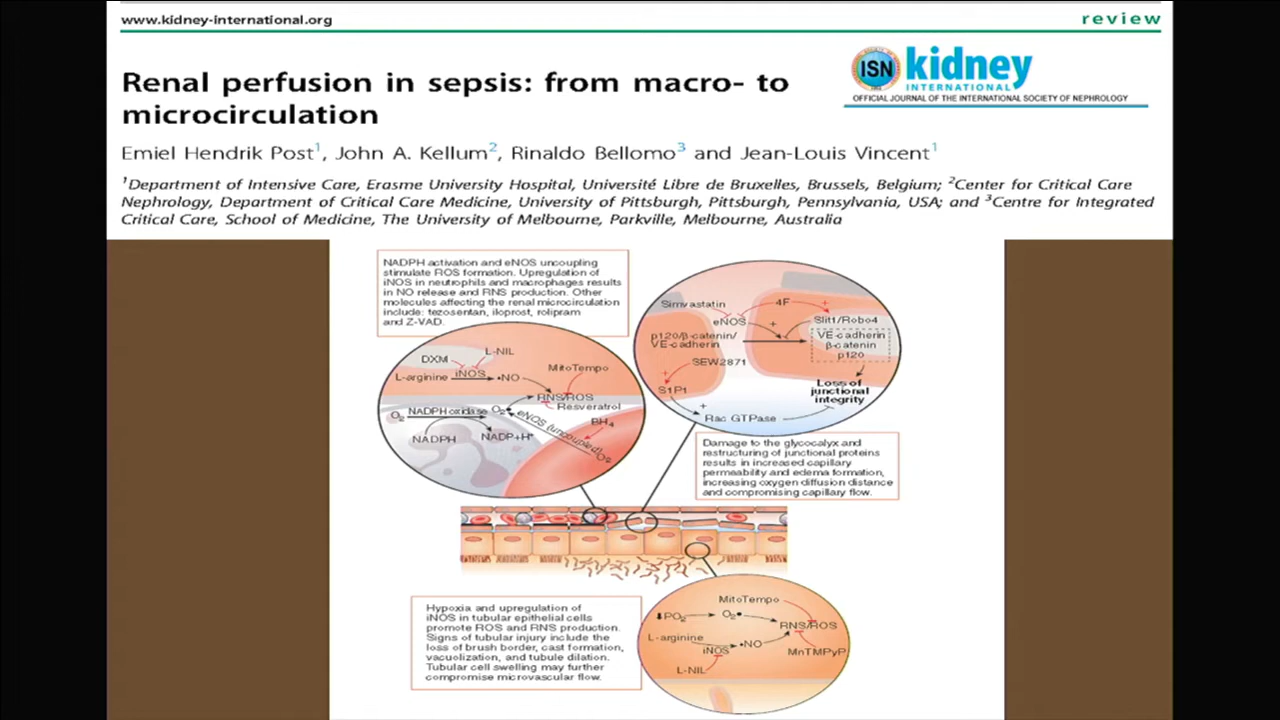 www.kidney-international.org
review
Renal perfusion in sepsis: from macro- to
microcirculation
ISN
kidney
INTERNATIONAL
OFFICIAL JOURNAL OF THE INTERNATIONAL SOCIETY OF NEPHROLOGY
Emiel Hendrik Post1, John A. Kellum2, Rinaldo Bellomo3 and Jean-Louis Vincent1
1Department of Intensive Care, Erasme University Hospital, Université Libre de Bruxelles, Brussels, Belgium; 2Center for Critical Care
Nephrology, Department of Critical Care Medicine, University of Pittsburgh, Pittsburgh, Pennsylvania, USA; and 3Centre for Integrated
Critical Care, School of Medicine, The University of Melbourne, Parkville, Melbourne, Australia
NADPH activation and eNOS uncoupling
stimulate ROS formation. Upregulation of
iNOS in neutrophils and macrophages results
in NO release and RNS production. Other
molecules affecting the renal microcirculation
include: tezosentan, iloprost, rolipram
and Z-VAD.
DXM
L-NIL
L-arginine
iNOS
•NO
MitoTempo
RNS/ROS
Resveratrol
O2
NADPH oxidase
O2•
eNOS (uncoupled)
BH4
NADPH
NADP+H+
O2
Simvastatin
4F
+
eNOS
+
Slit1/Robo4
p120/β-catenin/
VE-cadherin
VE-cadherin
β-catenin
p120
SEW2871
+
S1P1
Loss of
junctional
integrity
+
Rac GTPase
Damage to the glycocalyx and
restructuring of junctional proteins
results in increased capillary
permeability and edema formation,
increasing oxygen diffusion distance
and compromising capillary flow.
Hypoxia and upregulation of
iNOS in tubular epithelial cells
promote ROS and RNS production.
Signs of tubular injury include the
loss of brush border, cast formation,
vacuolization, and tubule dilation.
Tubular cell swelling may further
compromise microvascular flow.
MitoTempo
⬇PO2
O2•
RNS/ROS
L-arginine
iNOS
•NO
MnTMPyP
L-NIL